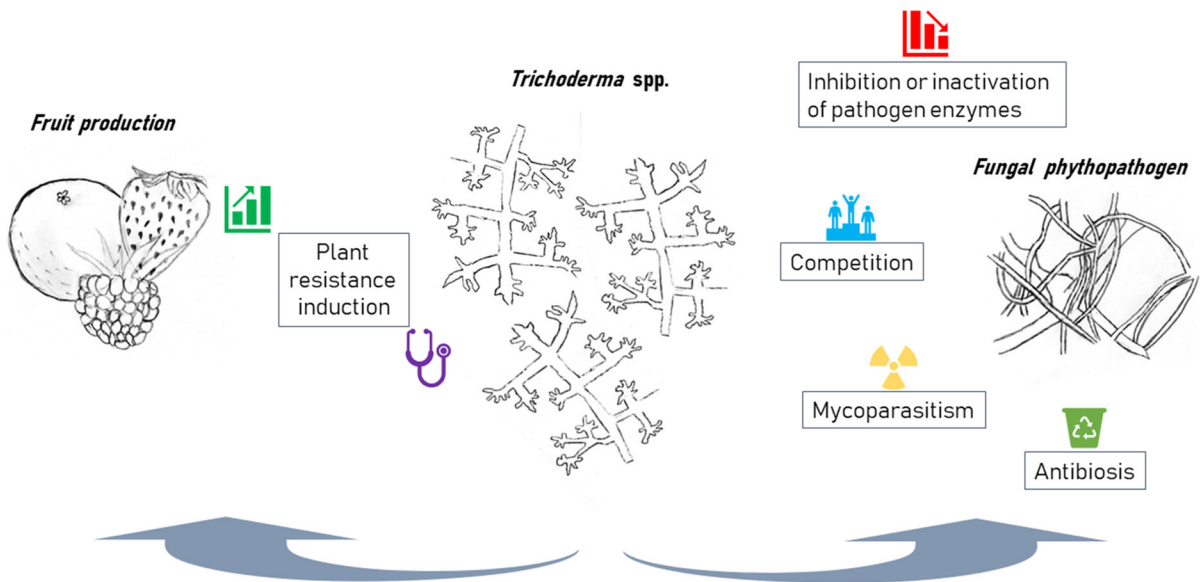 Fruit production
Plant
resistance
induction
Trichoderma spp.
Inhibition or inactivation
of pathogen enzymes
Fungal phythopathogen
Competition
Mycoparasitism
Antibiosis